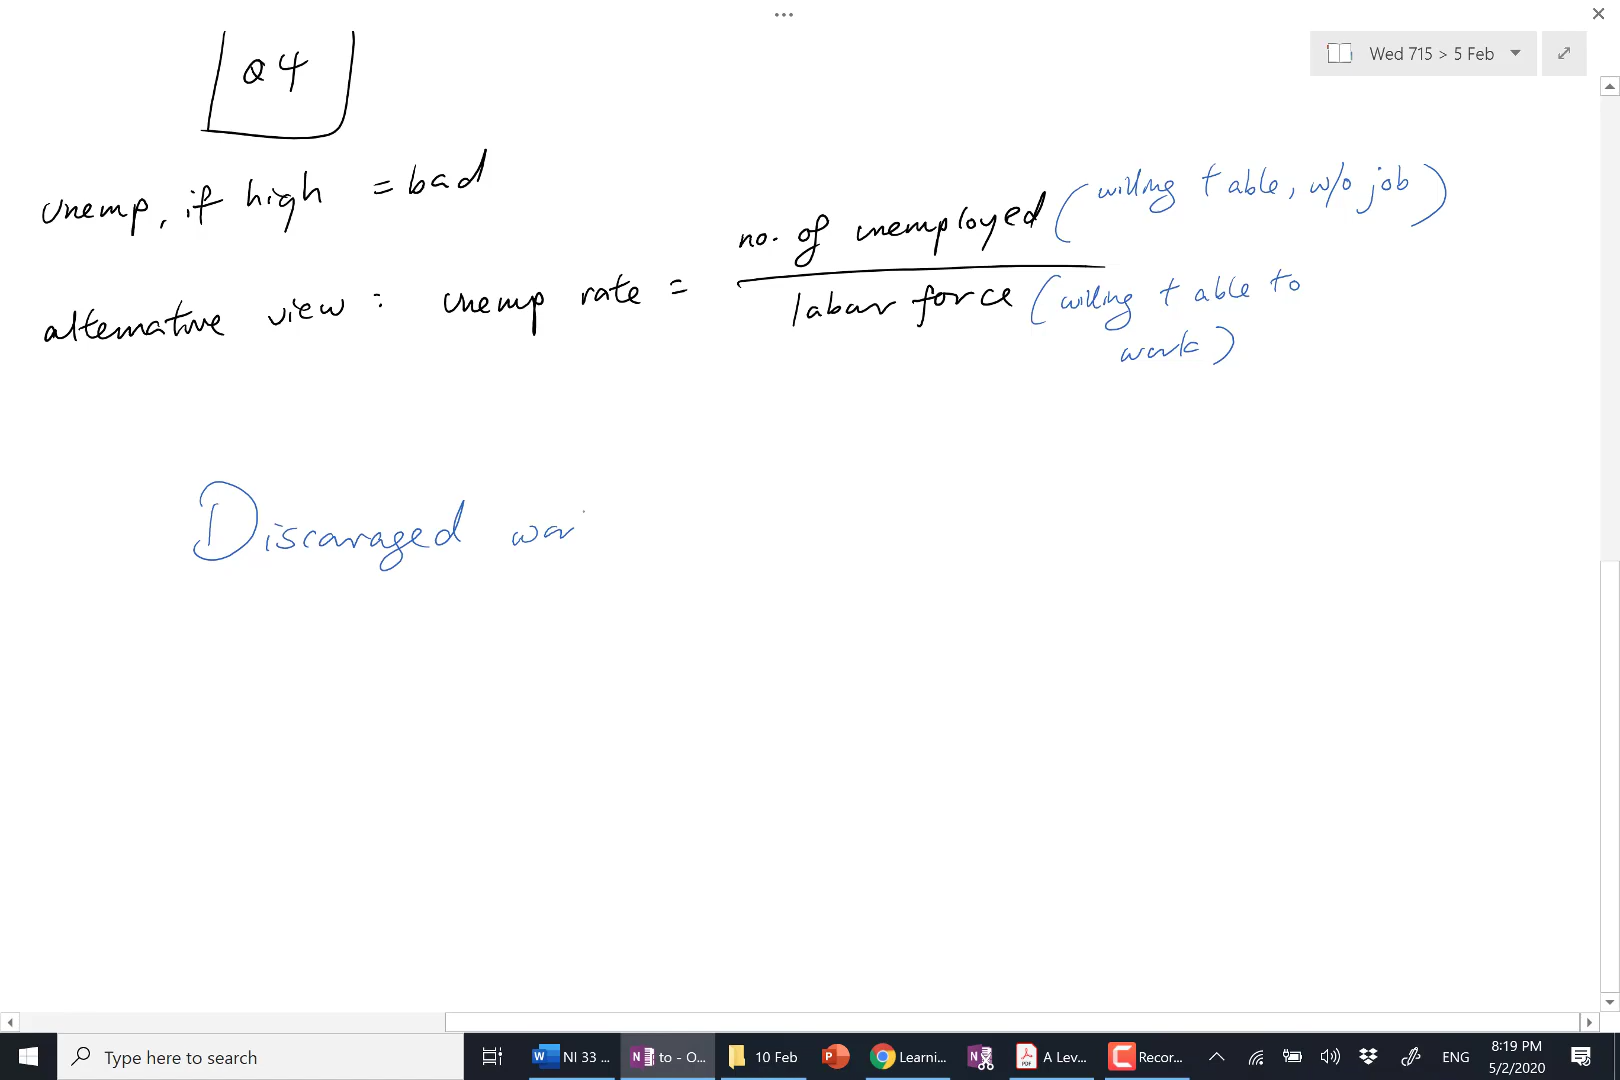 Wed 715 > 5 Feb
Q4
Unemp, if high = bad
alternative view : unemp rate = no. of unemployed (willing + able, w/o job)
labour force (willing + able to
work)
Discouraged wor
Type here to search
NI 33 ...
to - O...
10 Feb
Learni...
A Lev...
Recor...
ENG
8:19 PM
5/2/2020